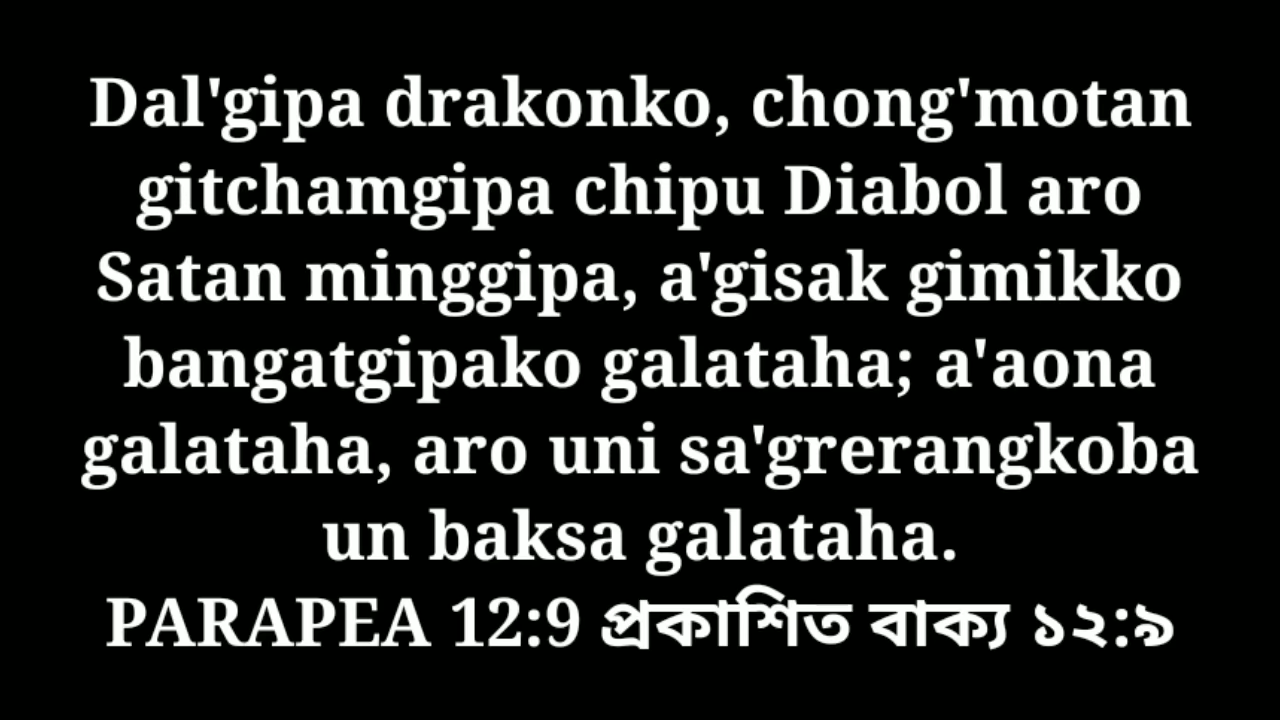 Dal'gipa drakonko, chong'motan
gitchamgipa chipu Diabol aro
Satan minggipa, a'gisak gimikko
bangatgipako galataha; a'aona
galataha, aro uni sa'grerangkoba
un baksa galataha.
PARAPEA 12:9 প্রকাশিত বাক্য ১২:৯